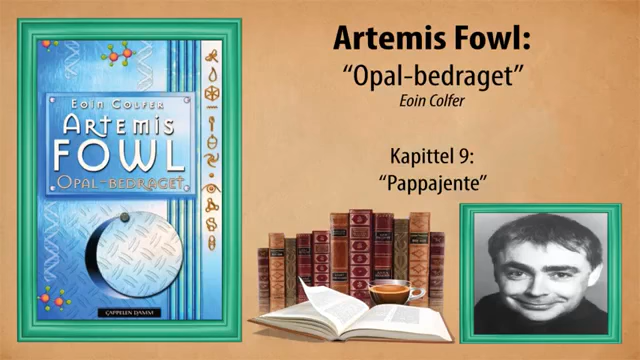 Eoin Colfer
Artemis
FOWL
Opal-bedraget
CAPPELEN DAMM
Artemis Fowl:
“Opal-bedraget”
Eoin Colfer
Kapittel 9:
“Pappajente”